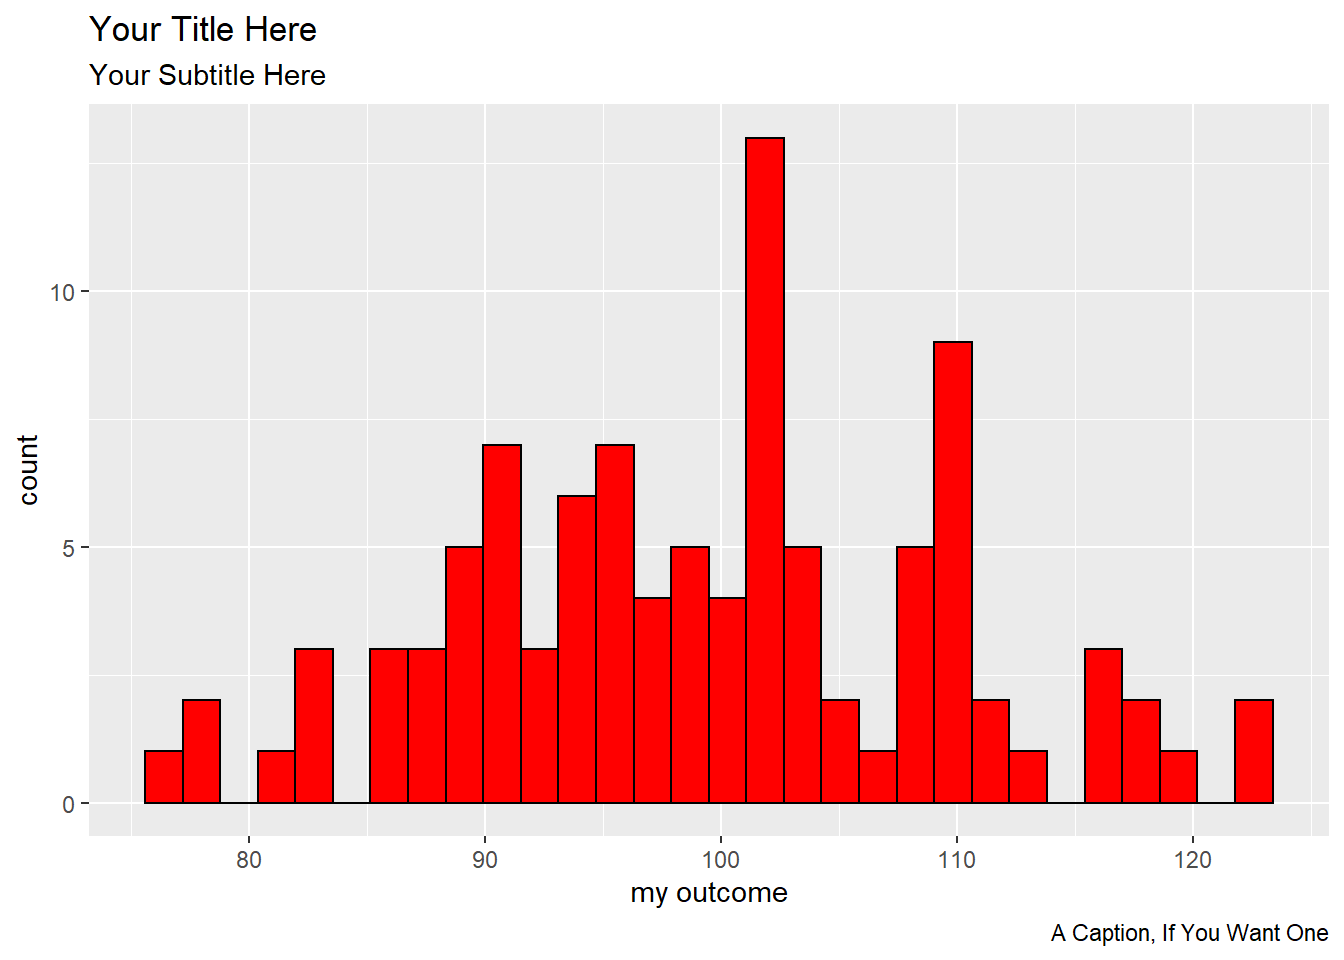 Your Title Here
Your Subtitle Here
count
10
5
0
80 90 100 110 120
my outcome
A Caption, If You Want One